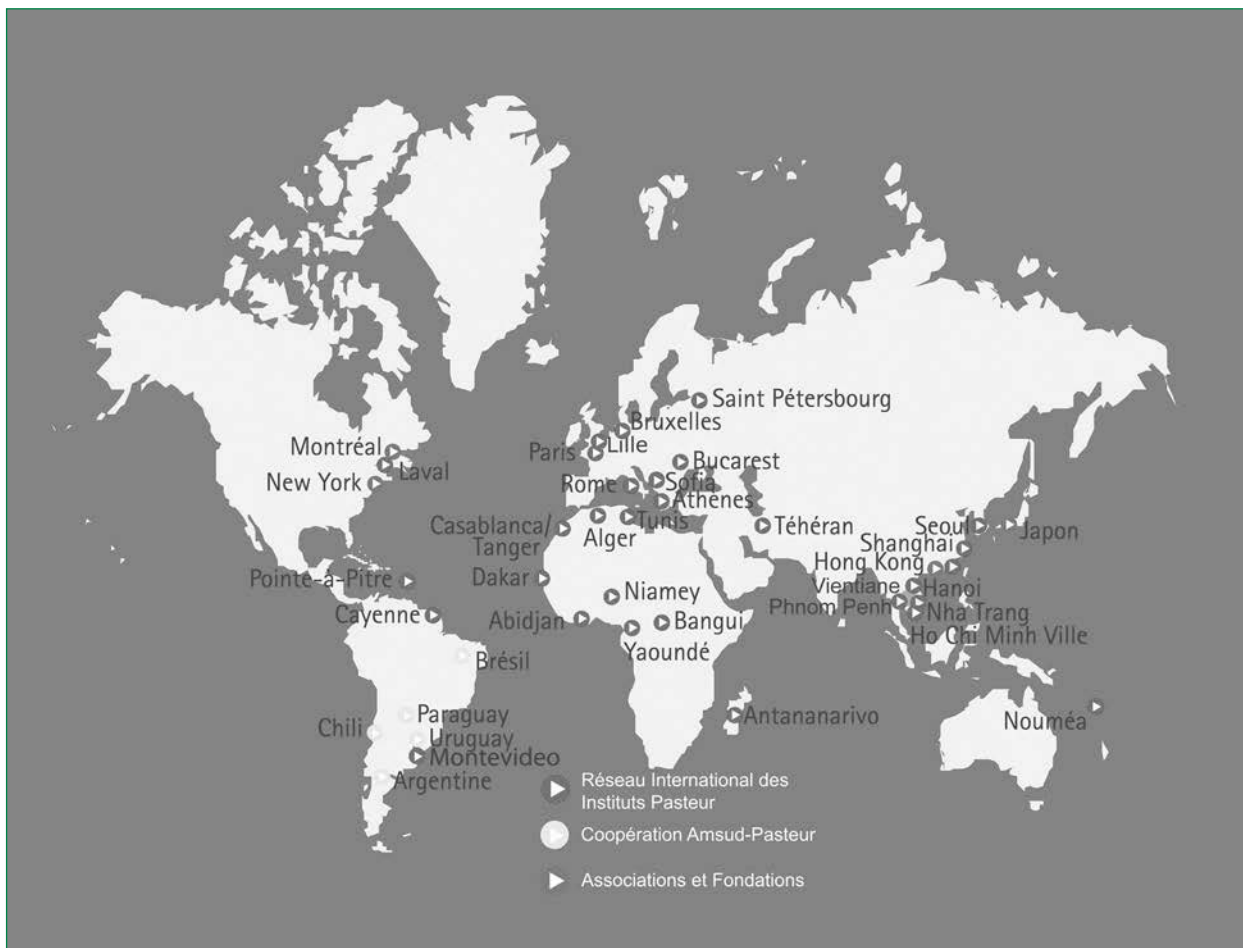 Saint Pétersbourg
Bruxelles
Lille
Paris
Montréal
Laval
New York
Bucarest
Sofia
Rome
Athènes
Casablanca/
Tanger
Alger
Tunis
Téhéran
Seoul
Japon
Shanghai
Hong Kong
Pointe-à-Pitre
Dakar
Vientiane
Hanoi
Niamey
Phnom Penh
Nha Trang
Cayenne
Abidjan
Bangui
Ho Chi Minh Ville
Yaoundé
Brésil
Paraguay
Antananarivo
Nouméa
Chili
Uruguay
Montevideo
Argentine
Réseau International des
Instituts Pasteur
Coopération Amsud-Pasteur
Associations et Fondations